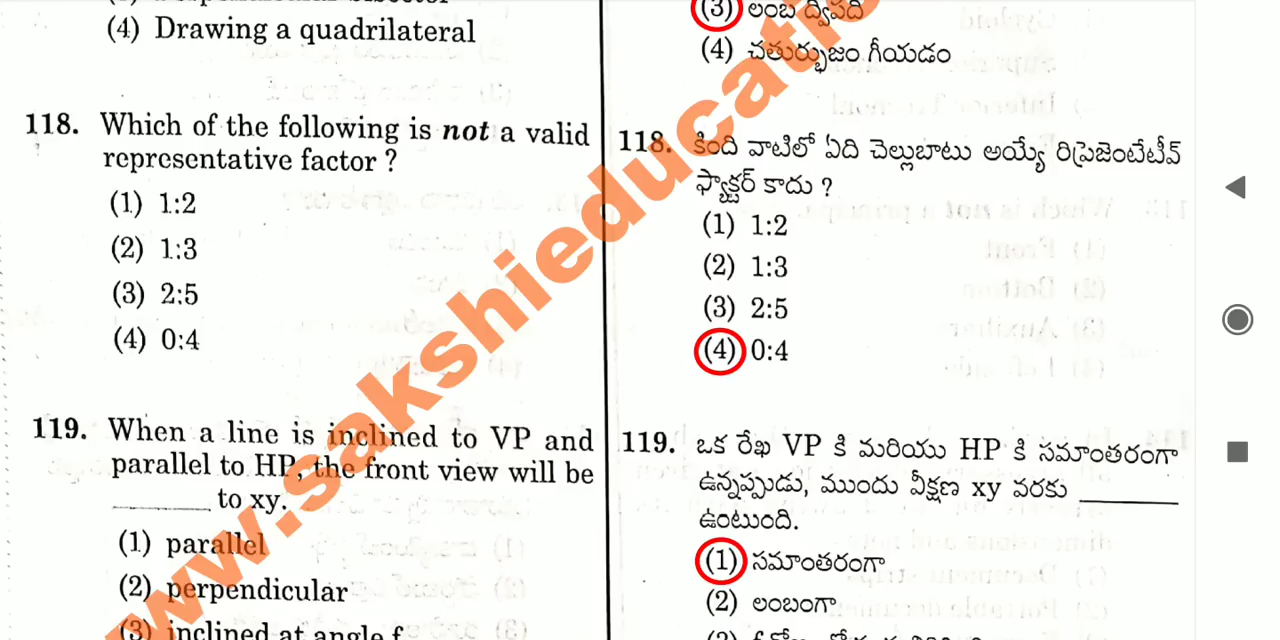 (4) Drawing a quadrilateral
118. Which of the following is not a valid
representative factor ?
(1) 1:2
(2) 1:3
(3) 2:5
(4) 0:4
119. When a line is inclined to VP and
parallel to HP, the front view will be
________ to xy.
(1) parallel
(2) perpendicular
(3) inclined at angle f
(3) లంబ ద్విపది
(4) చతుర్భుజం గీయడం
118. కింది వాటిలో ఏది చెల్లుబాటు అయ్యే రిప్రెజెంటేటీవ్
ఫ్యాక్టర్ కాదు ?
(1) 1:2
(2) 1:3
(3) 2:5
(4) 0:4
119. ఒక రేఖ VP కి మరియు HP కి సమాంతరంగా
ఉన్నప్పుడు, ముందు వీక్షణ xy వరకు ________
ఉంటుంది.
(1) సమాంతరంగా
(2) లంబంగా
www.sakshieducati